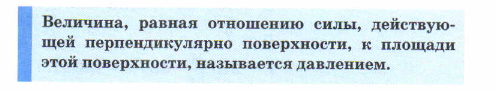 Величина, равная отношению силы, действую-
щей перпендикулярно поверхности, к площади
этой поверхности, называется давлением.